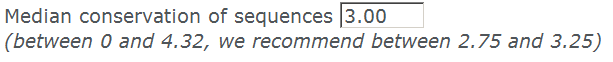 Median conservation of sequences 3.00
(between 0 and 4.32, we recommend between 2.75 and 3.25)